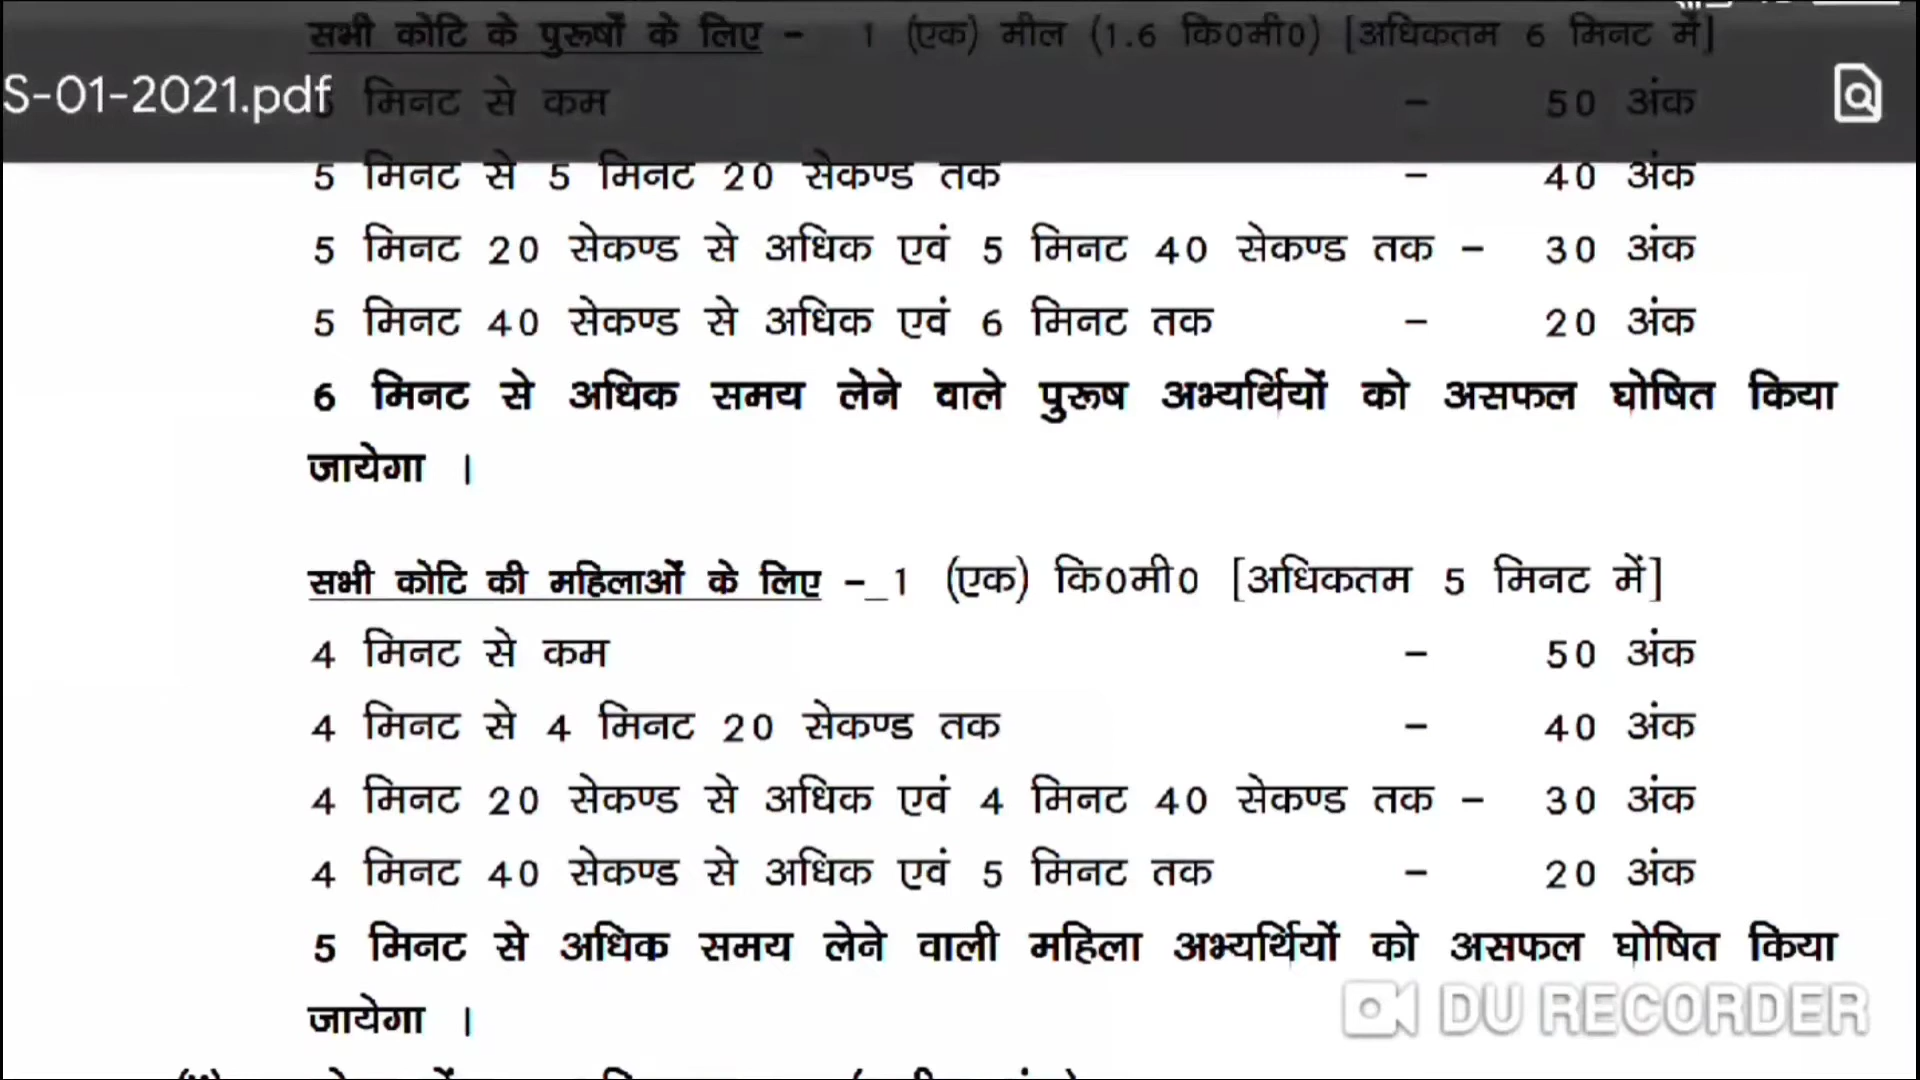 सभी कोटि के पुरूषों के लिए - 1 (एक) मील (1.6 कि0मी0) [अधिकतम 6 मिनट में]
S-01-2021.pdf
मिनट से कम - 50 अंक
5 मिनट से 5 मिनट 20 सेकण्ड तक - 40 अंक
5 मिनट 20 सेकण्ड से अधिक एवं 5 मिनट 40 सेकण्ड तक - 30 अंक
5 मिनट 40 सेकण्ड से अधिक एवं 6 मिनट तक - 20 अंक
6 मिनट से अधिक समय लेने वाले पुरूष अभ्यर्थियों को असफल घोषित किया
जायेगा ।
सभी कोटि की महिलाओं के लिए -_1 (एक) कि0मी0 [अधिकतम 5 मिनट में]
4 मिनट से कम - 50 अंक
4 मिनट से 4 मिनट 20 सेकण्ड तक - 40 अंक
4 मिनट 20 सेकण्ड से अधिक एवं 4 मिनट 40 सेकण्ड तक - 30 अंक
4 मिनट 40 सेकण्ड से अधिक एवं 5 मिनट तक - 20 अंक
5 मिनट से अधिक समय लेने वाली महिला अभ्यर्थियों को असफल घोषित किया
जायेगा ।
DU RECORDER